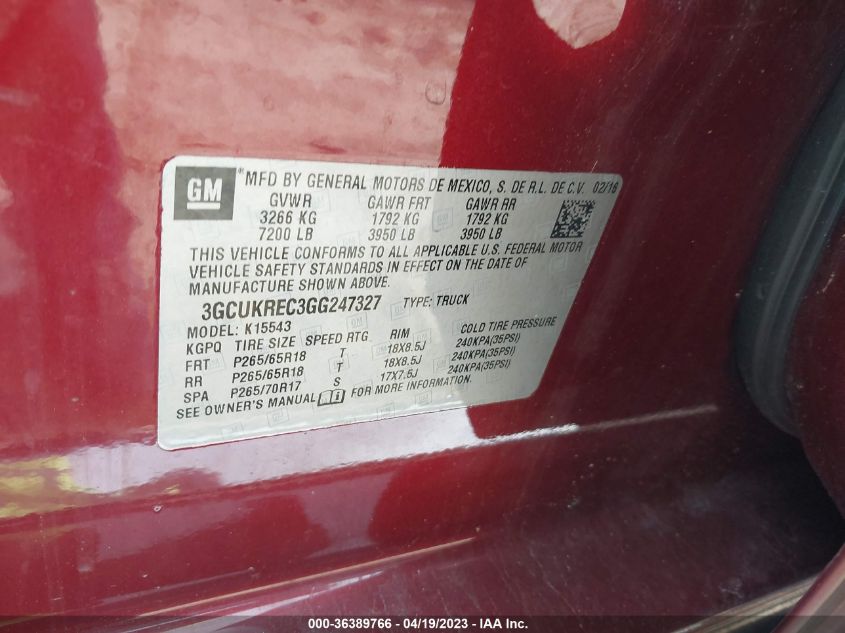 GM *MFD BY GENERAL MOTORS DE MEXICO, S. DE R.L. DE C.V. 02/16
GVWR GAWR FRT GAWR RR
3266 KG 1792 KG 1792 KG
7200 LB 3950 LB 3950 LB
THIS VEHICLE CONFORMS TO ALL APPLICABLE U.S. FEDERAL MOTOR
VEHICLE SAFETY STANDARDS IN EFFECT ON THE DATE OF
MANUFACTURE SHOWN ABOVE.
3GCUKREC3GG247327 TYPE: TRUCK
MODEL: K15543
KGPQ TIRE SIZE SPEED RTG RIM COLD TIRE PRESSURE
FRT P265/65R18 T 18X8.5J 240KPA(35PSI)
RR P265/65R18 T 18X8.5J 240KPA(35PSI)
SPA P265/70R17 S 17X7.5J 240KPA(35PSI)
SEE OWNER'S MANUAL FOR MORE INFORMATION.
000-36389766 - 04/19/2023 - IAA Inc.